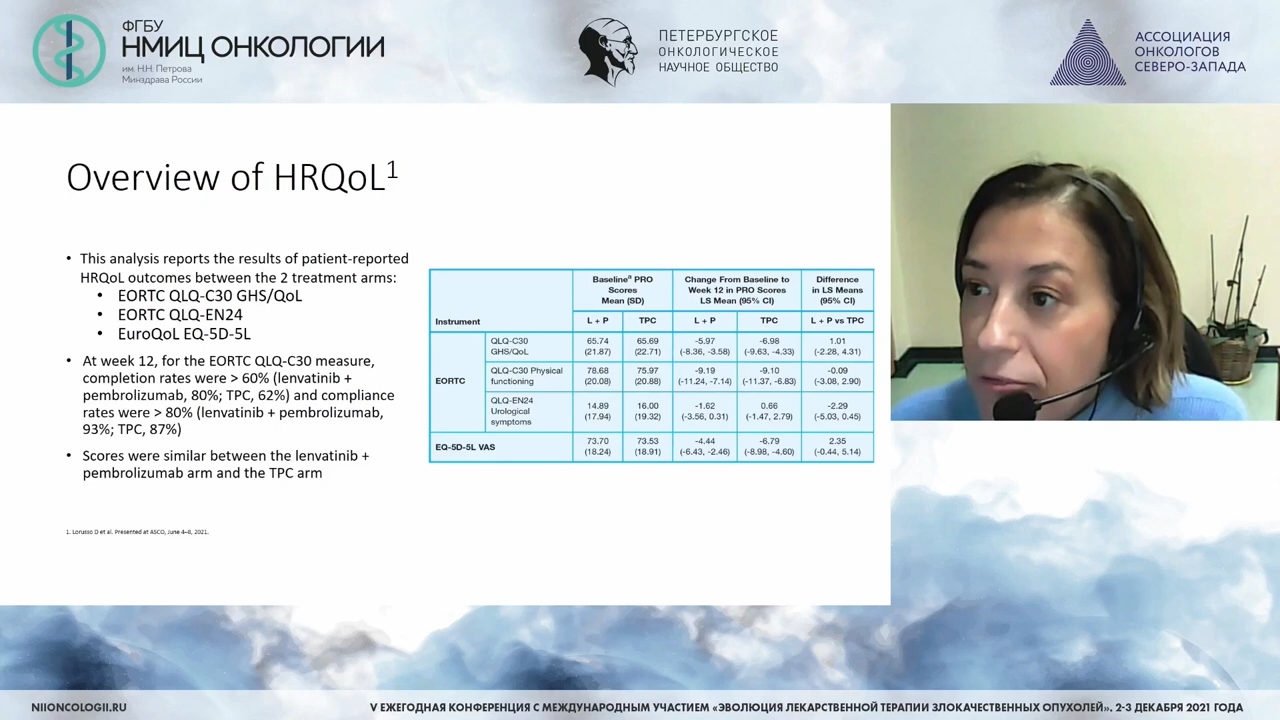 ФГБУ
НМИЦ ОНКОЛОГИИ
им. Н.Н. Петрова
Минздрава России
ПЕТЕРБУРГСКОЕ
ОНКОЛОГИЧЕСКОЕ
НАУЧНОЕ ОБЩЕСТВО
АССОЦИАЦИЯ
ОНКОЛОГОВ
СЕВЕРО-ЗАПАДА
Overview of HRQoL1
• This analysis reports the results of patient-reported
HRQoL outcomes between the 2 treatment arms:
• EORTC QLQ-C30 GHS/QoL
• EORTC QLQ-EN24
• EuroQoL EQ-5D-5L
• At week 12, for the EORTC QLQ-C30 measure,
completion rates were > 60% (lenvatinib +
pembrolizumab, 80%; TPC, 62%) and compliance
rates were > 80% (lenvatinib + pembrolizumab,
93%; TPC, 87%)
• Scores were similar between the lenvatinib +
pembrolizumab arm and the TPC arm
Instrument
Baselinea PRO
Scores
Mean (SD)
Change From Baseline to
Week 12 in PRO Scores
LS Mean (95% CI)
Difference
in LS Means
(95% CI)
L + P TPC L + P TPC L + P vs TPC
EORTC
QLQ-C30 65.74 65.69 -5.97 -6.98 1.01
GHS/QoL (21.87) (22.71) (-8.36, -3.58) (-9.63, -4.33) (-2.28, 4.31)
QLQ-C30 Physical 78.68 75.97 -9.19 -9.10 -0.09
functioning (20.08) (20.88) (-11.24, -7.14) (-11.37, -6.83) (-3.08, 2.90)
QLQ-EN24
Urological
symptoms
14.89 16.00 -1.62 0.66 -2.29
(17.94) (19.32) (-3.56, 0.31) (-1.47, 2.79) (-5.03, 0.45)
EQ-5D-5L VAS
73.70 73.53 -4.44 -6.79 2.35
(18.24) (18.91) (-6.43, -2.46) (-8.98, -4.60) (-0.44, 5.14)
1. Lorusso D et al. Presented at ASCO, June 4–8, 2021.
NIIONCOLOGII.RU
V ЕЖЕГОДНАЯ КОНФЕРЕНЦИЯ С МЕЖДУНАРОДНЫМ УЧАСТИЕМ «ЭВОЛЮЦИЯ ЛЕКАРСТВЕННОЙ ТЕРАПИИ ЗЛОКАЧЕСТВЕННЫХ ОПУХОЛЕЙ». 2-3 ДЕКАБРЯ 2021 ГОДА